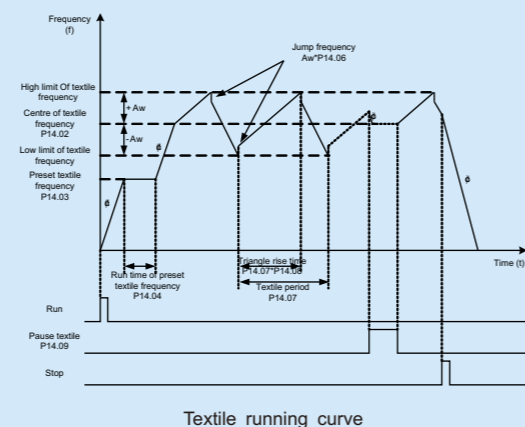 Frequency
(f)
Jump frequency
Aw*P14.06
High limit Of textile
frequency
+ Aw
Centre of textile
frequency
P14.02
-Aw
Low limit of textile
frequency
Preset textile
frequency
P14.03
¢
¢
¢
¢
Triangle rise time
P14.07*P14.08
Time (t)
Run time of preset
textile frequency
P14.04
Textile period
P14.07
Run
Pause textile
P14.09
Stop
Textile running curve